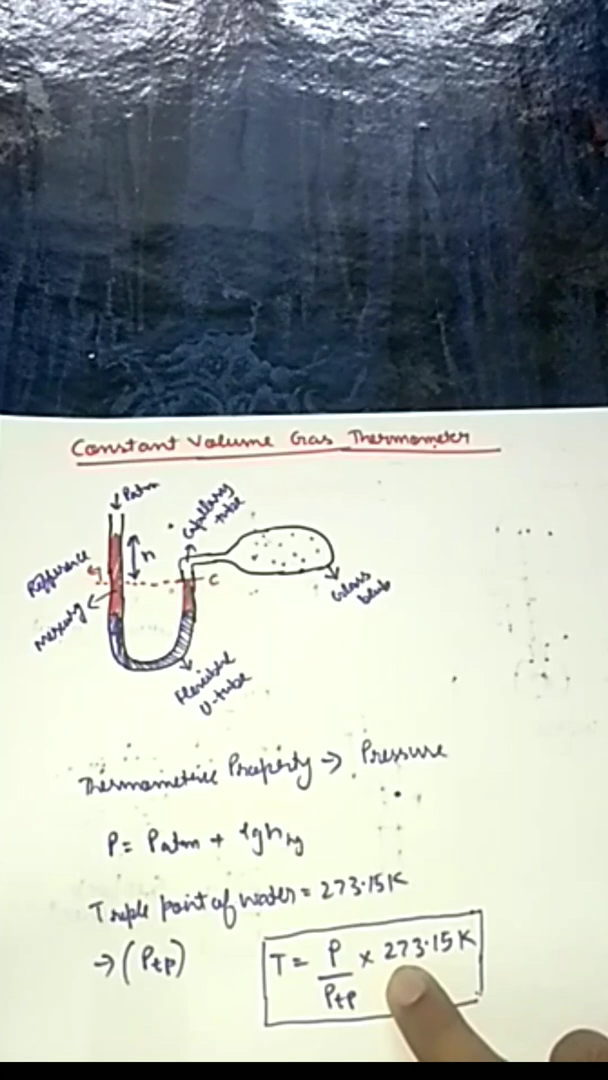 Constant Volume Gas Thermometer
Patm
Capillary
tube
h
Refference
C
Mercury
Glass
bulb
Flexible
U-tube
Thermometric Property → Pressure
P = Patm + ρghHg
Triple point of water = 273.15K
→ (Ptp)
T = P/Ptp × 273.15K